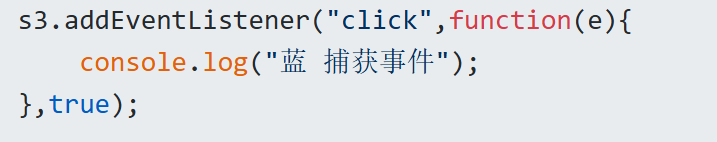 s3.addEventListener("click",function(e){
    console.log("蓝 捕获事件");
},true);